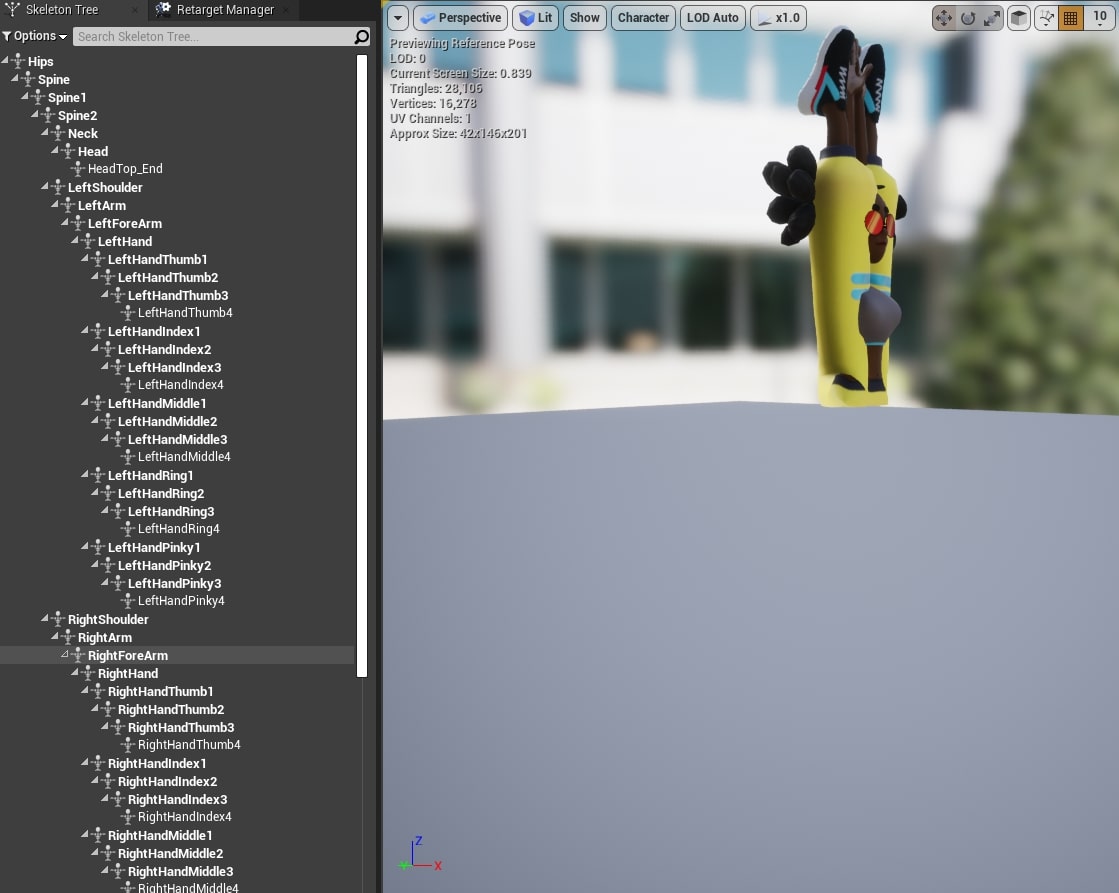 Skeleton Tree
Retarget Manager
Options
Search Skeleton Tree...
Hips
Spine
Spine1
Spine2
Neck
Head
HeadTop_End
LeftShoulder
LeftArm
LeftForeArm
LeftHand
LeftHandThumb1
LeftHandThumb2
LeftHandThumb3
LeftHandThumb4
LeftHandIndex1
LeftHandIndex2
LeftHandIndex3
LeftHandIndex4
LeftHandMiddle1
LeftHandMiddle2
LeftHandMiddle3
LeftHandMiddle4
LeftHandRing1
LeftHandRing2
LeftHandRing3
LeftHandRing4
LeftHandPinky1
LeftHandPinky2
LeftHandPinky3
LeftHandPinky4
RightShoulder
RightArm
RightForeArm
RightHand
RightHandThumb1
RightHandThumb2
RightHandThumb3
RightHandThumb4
RightHandIndex1
RightHandIndex2
RightHandIndex3
RightHandIndex4
RightHandMiddle1
RightHandMiddle2
RightHandMiddle3
RightHandMiddle4
Perspective Lit Show Character LOD Auto x1.0 10
Previewing Reference Pose
LOD: 0
Current Screen Size: 0.839
Triangles: 28,106
Vertices: 16,278
UV Channels: 1
Approx Size: 42x146x201
Z
Y X